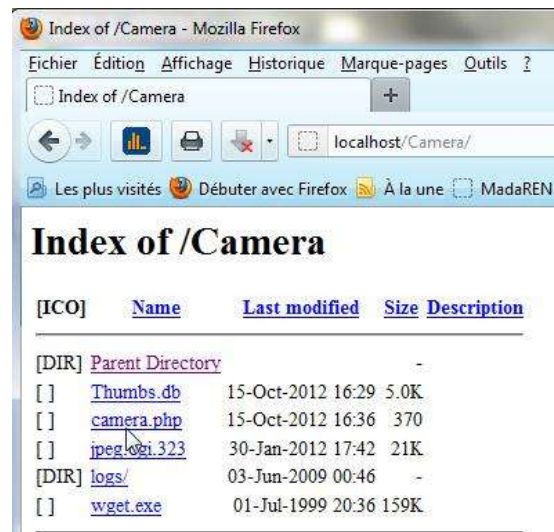 Index of /Camera - Mozilla Firefox
Fichier Édition Affichage Historique Marque-pages Outils ?
Index of /Camera +
localhost/Camera/
Les plus visités Débuter avec Firefox À la une MadaREN
Index of /Camera
[ICO] Name Last modified Size Description
[DIR] Parent Directory -
[ ] Thumbs.db 15-Oct-2012 16:29 5.0K
[ ] camera.php 15-Oct-2012 16:36 370
[ ] jpeg.cgi.323 30-Jan-2012 17:42 21K
[DIR] logs/ 03-Jun-2009 00:46 -
[ ] wget.exe 01-Jul-1999 20:36 159K